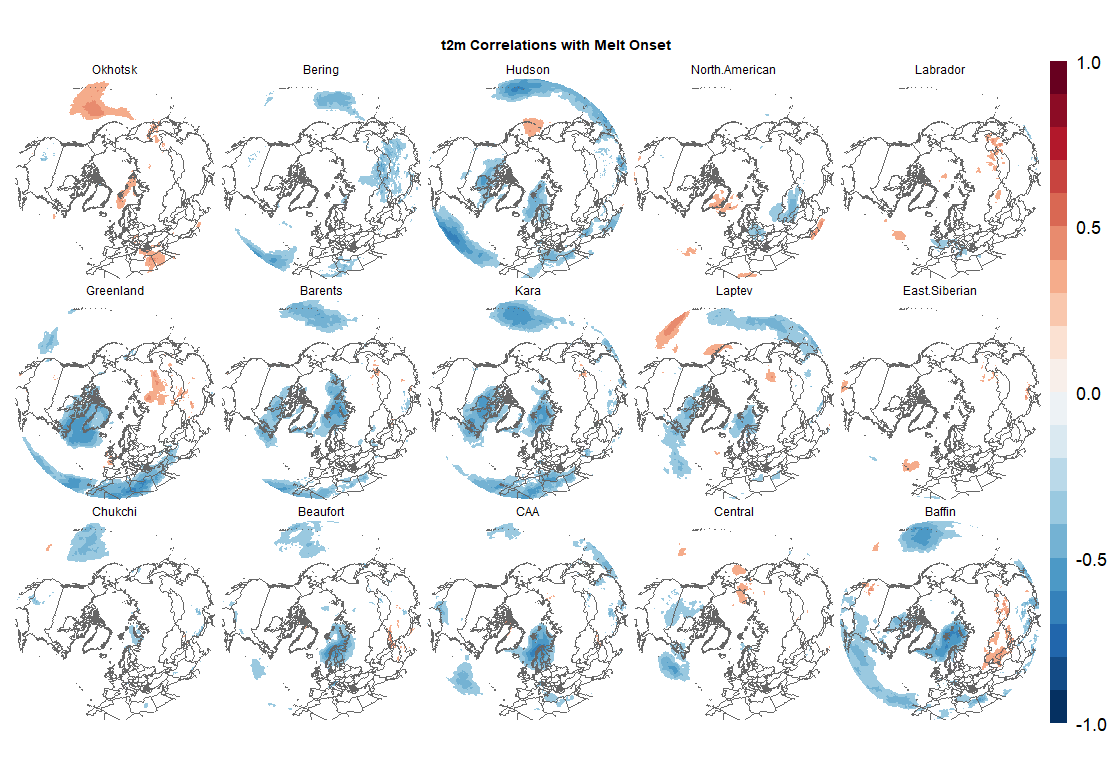 t2m Correlations with Melt Onset
Okhotsk
Bering
Hudson
North.American
Labrador
Greenland
Barents
Kara
Laptev
East.Siberian
Chukchi
Beaufort
CAA
Central
Baffin
1.0
0.5
0.0
-0.5
-1.0